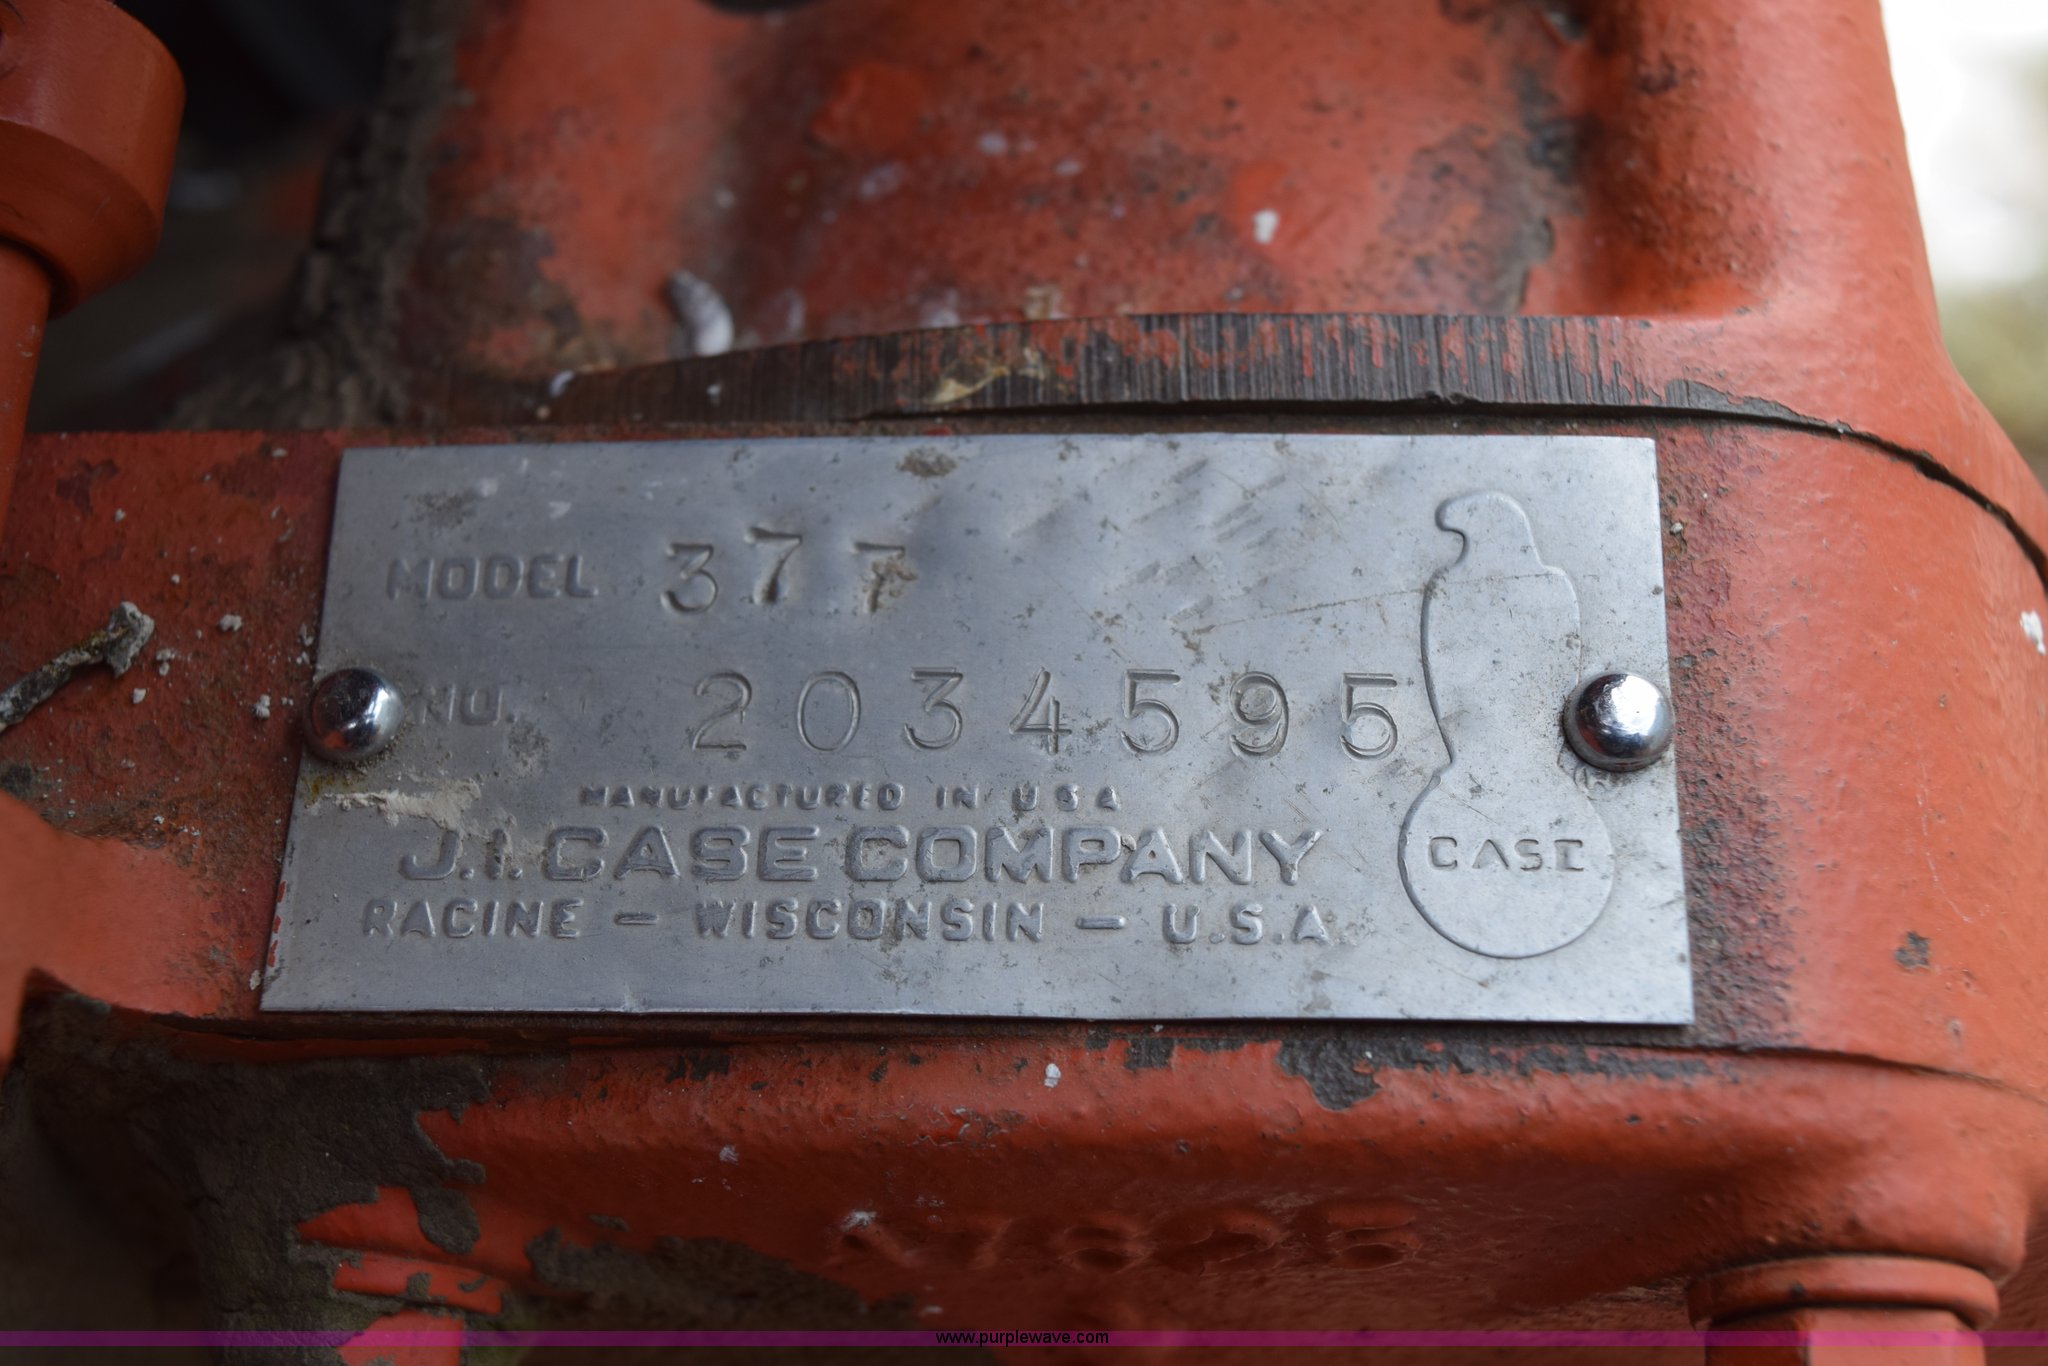 MODEL 377
NO. 2034595
MANUFACTURED IN U S A
J.I. CASE COMPANY
RACINE – WISCONSIN – U.S.A.
CASE
www.purplewave.com